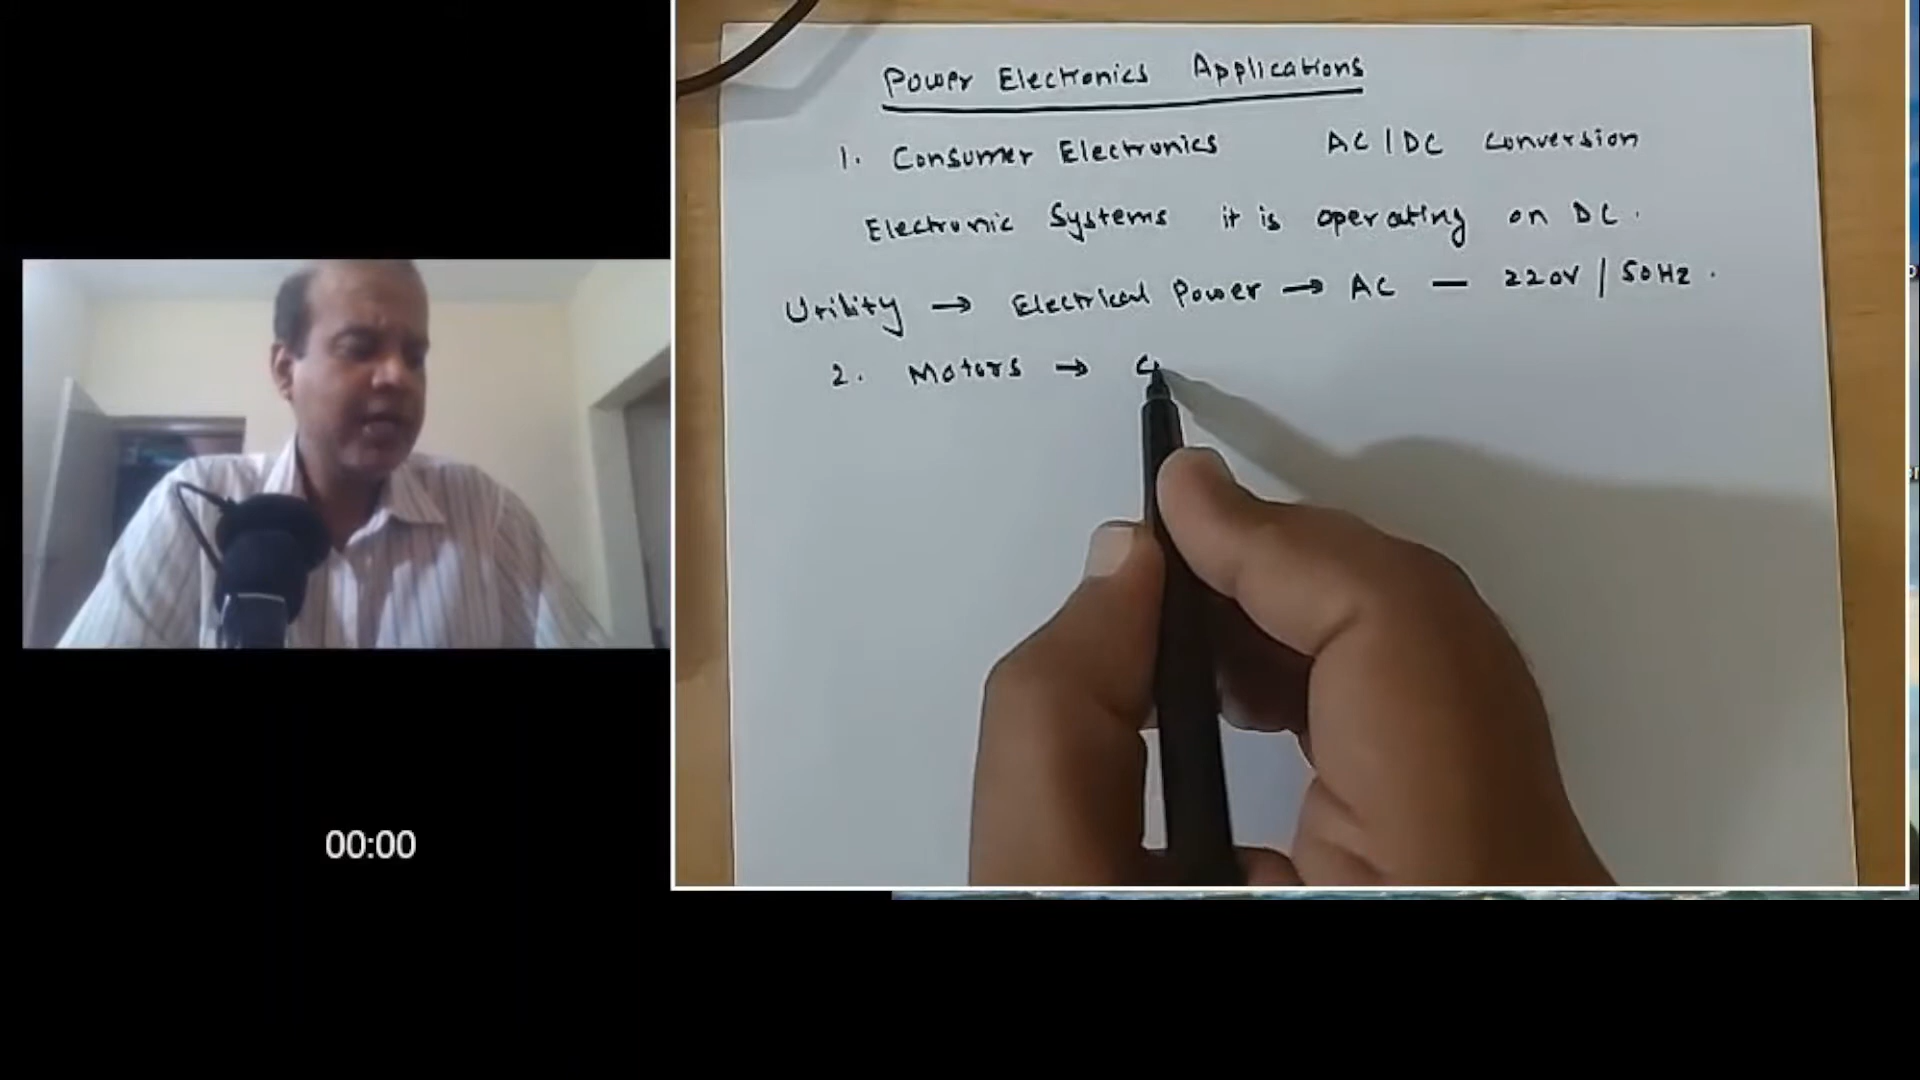 Power Electronics Applications
1. Consumer Electronics AC/DC Conversion
Electronic Systems it is operating on DC.
Utility → Electrical Power → AC — 220V / 50Hz.
2. Motors →
00:00